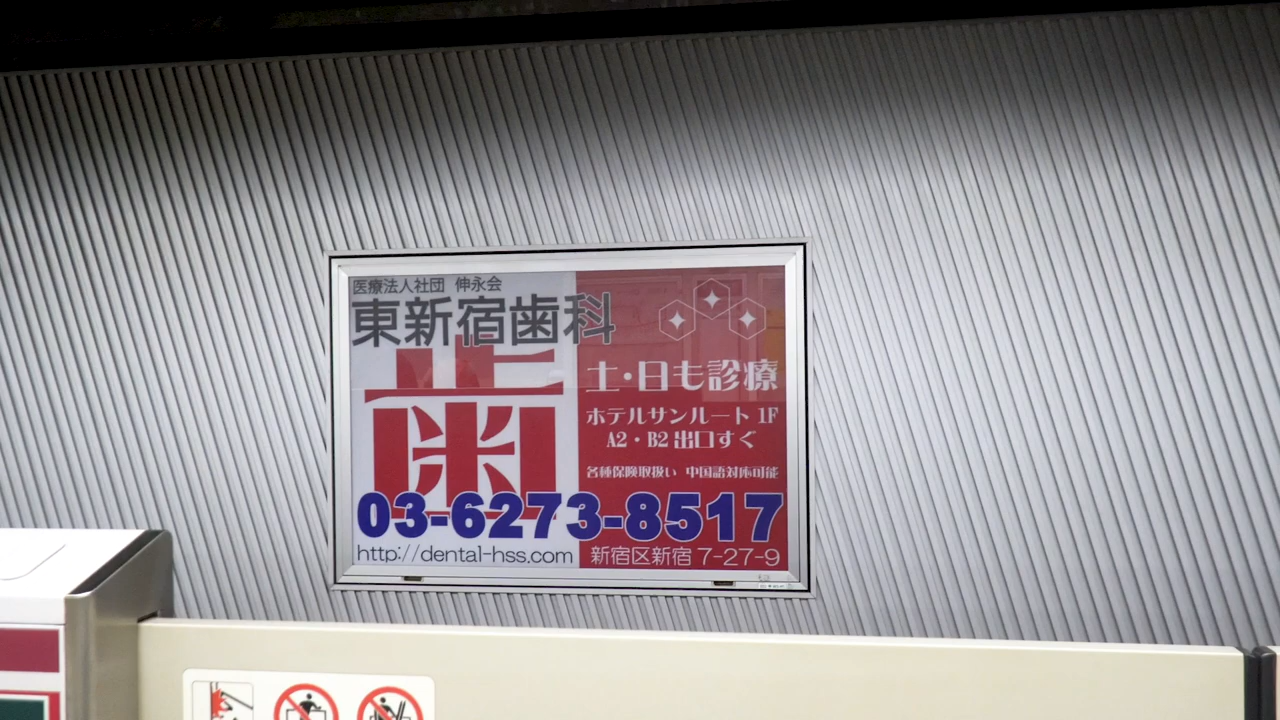 医療法人社団 伸永会
東新宿歯科
歯
土・日も診療
ホテルサンルート 1F
A2・B2 出口すぐ
各種保険取扱い 中国語対応可能
03-6273-8517
http://dental-hss.com
新宿区新宿 7-27-9